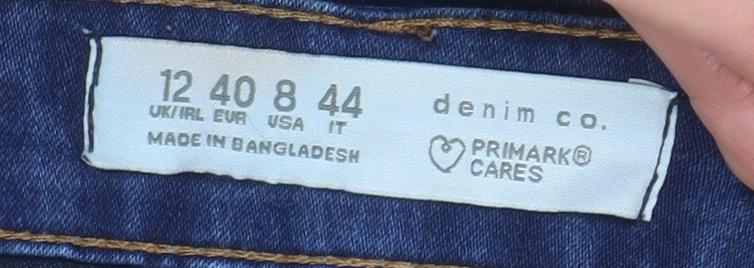 12 40 8 44
UK/IRL EUR USA IT
MADE IN BANGLADESH
denim co.
PRIMARK®
CARES